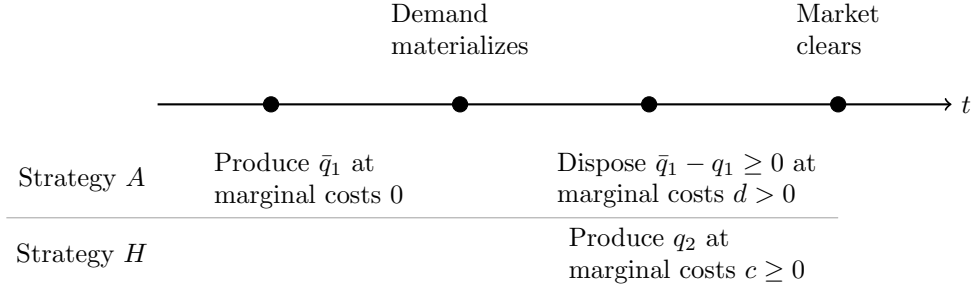 Demand
materializes
Market
clears
t
Strategy A
Produce q̄₁ at
marginal costs 0
Dispose q̄₁ − q₁ ≥ 0 at
marginal costs d > 0
Strategy H
Produce q₂ at
marginal costs c ≥ 0